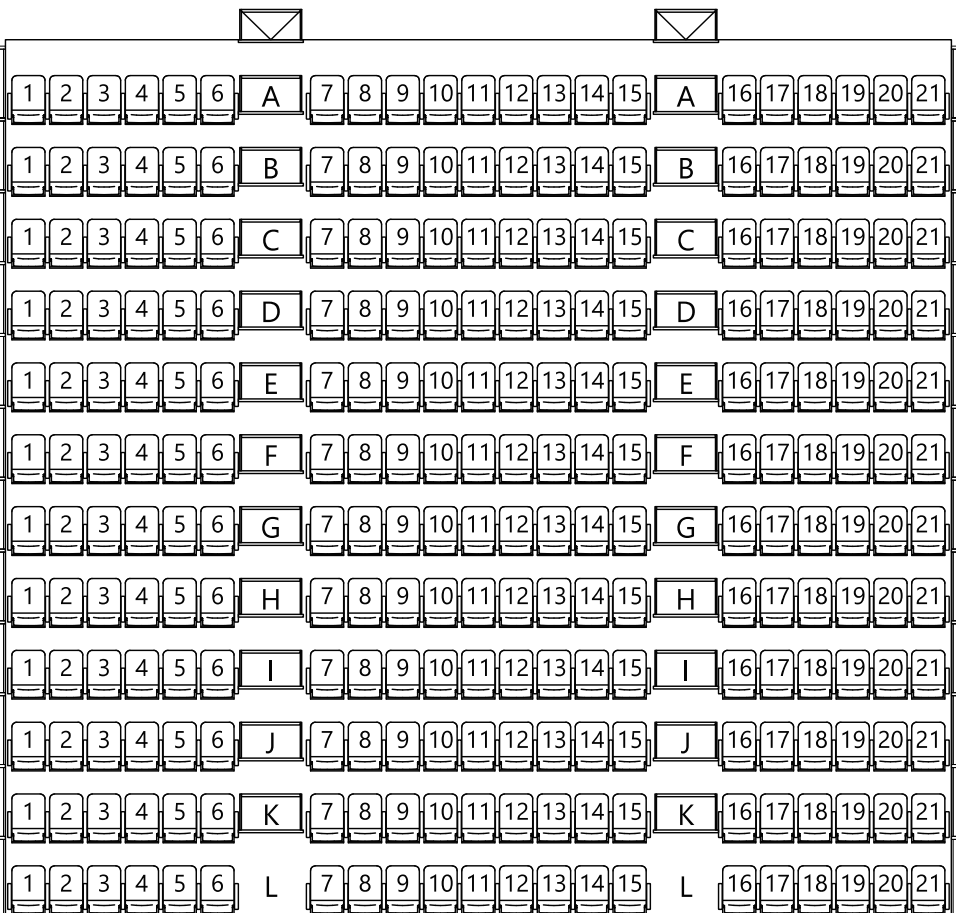 1 2 3 4 5 6 A 7 8 9 10 11 12 13 14 15 A 16 17 18 19 20 21
1 2 3 4 5 6 B 7 8 9 10 11 12 13 14 15 B 16 17 18 19 20 21
1 2 3 4 5 6 C 7 8 9 10 11 12 13 14 15 C 16 17 18 19 20 21
1 2 3 4 5 6 D 7 8 9 10 11 12 13 14 15 D 16 17 18 19 20 21
1 2 3 4 5 6 E 7 8 9 10 11 12 13 14 15 E 16 17 18 19 20 21
1 2 3 4 5 6 F 7 8 9 10 11 12 13 14 15 F 16 17 18 19 20 21
1 2 3 4 5 6 G 7 8 9 10 11 12 13 14 15 G 16 17 18 19 20 21
1 2 3 4 5 6 H 7 8 9 10 11 12 13 14 15 H 16 17 18 19 20 21
1 2 3 4 5 6 I 7 8 9 10 11 12 13 14 15 I 16 17 18 19 20 21
1 2 3 4 5 6 J 7 8 9 10 11 12 13 14 15 J 16 17 18 19 20 21
1 2 3 4 5 6 K 7 8 9 10 11 12 13 14 15 K 16 17 18 19 20 21
1 2 3 4 5 6 L 7 8 9 10 11 12 13 14 15 L 16 17 18 19 20 21